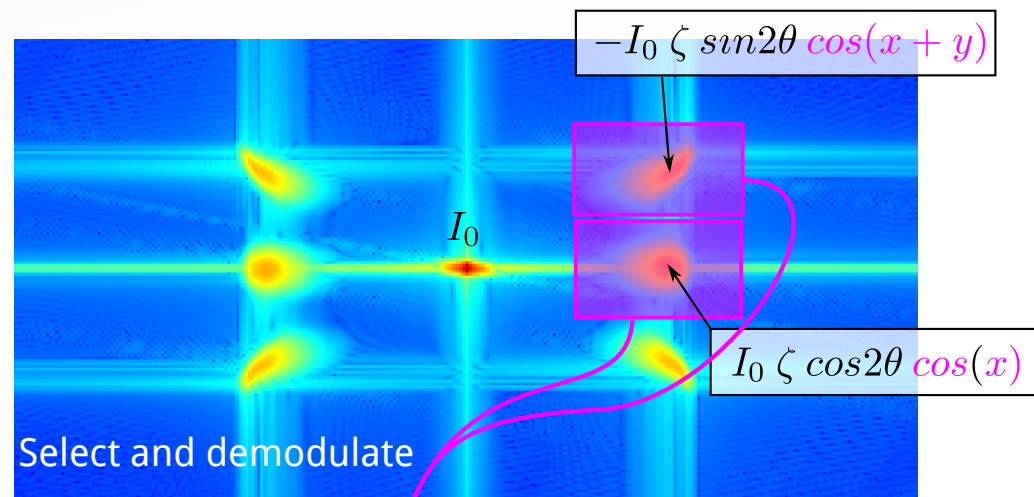 −I₀ ζ sin2θ cos(x + y)
I₀
I₀ ζ cos2θ cos(x)
Select and demodulate